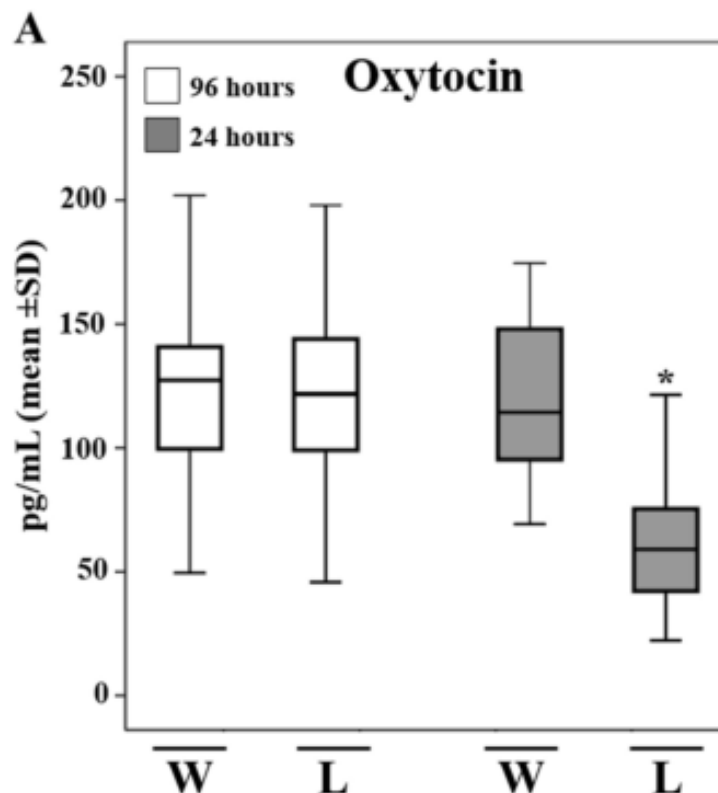 A
Oxytocin
96 hours
24 hours
pg/mL (mean ±SD)
250
200
150
100
50
0
*
W L W L